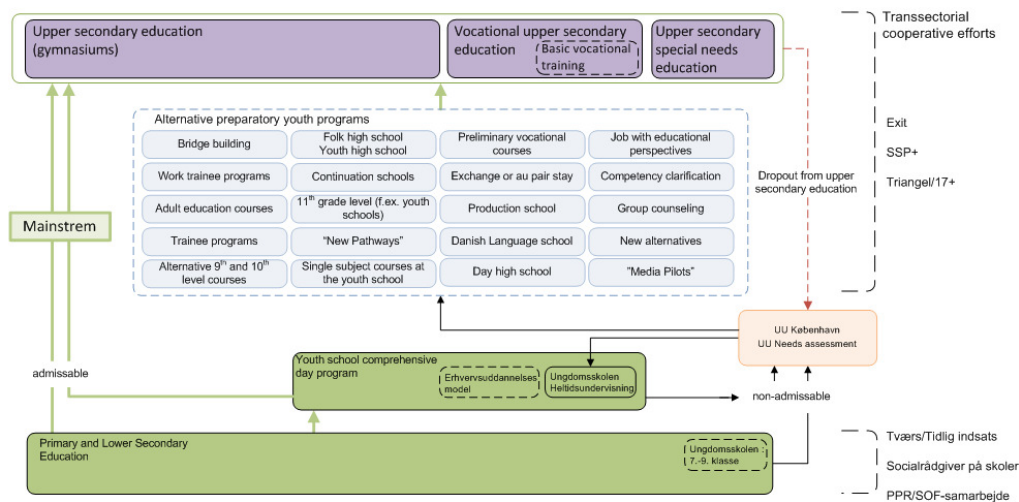 Upper secondary education
(gymnasiums)
Vocational upper secondary
education
Basic vocational
training
Upper secondary
special needs
education
Transsectorial
cooperative efforts
Exit
SSP+
Triangel/17+
Alternative preparatory youth programs
Bridge building
Folk high school
Youth high school
Preliminary vocational
courses
Job with educational
perspectives
Work trainee programs
Continuation schools
Exchange or au pair stay
Competency clarification
Adult education courses
11th grade level (f.ex. youth
schools)
Production school
Group counseling
Trainee programs
“New Pathways”
Danish Language school
New alternatives
Alternative 9th and 10th
level courses
Single subject courses at
the youth school
Day high school
”Media Pilots”
Dropout from upper
secondary education
Mainstrem
UU København
UU Needs assessment
admissable
Youth school comprehensive
day program
Erhvervsuddannelses
model
Ungdomsskolen
Heltidsundervisning
non-admissable
Primary and Lower Secondary
Education
Ungdomsskolen :
7.-9. klasse
Tværs/Tidlig indsats
Socialrådgiver på skoler
PPR/SOF-samarbejde